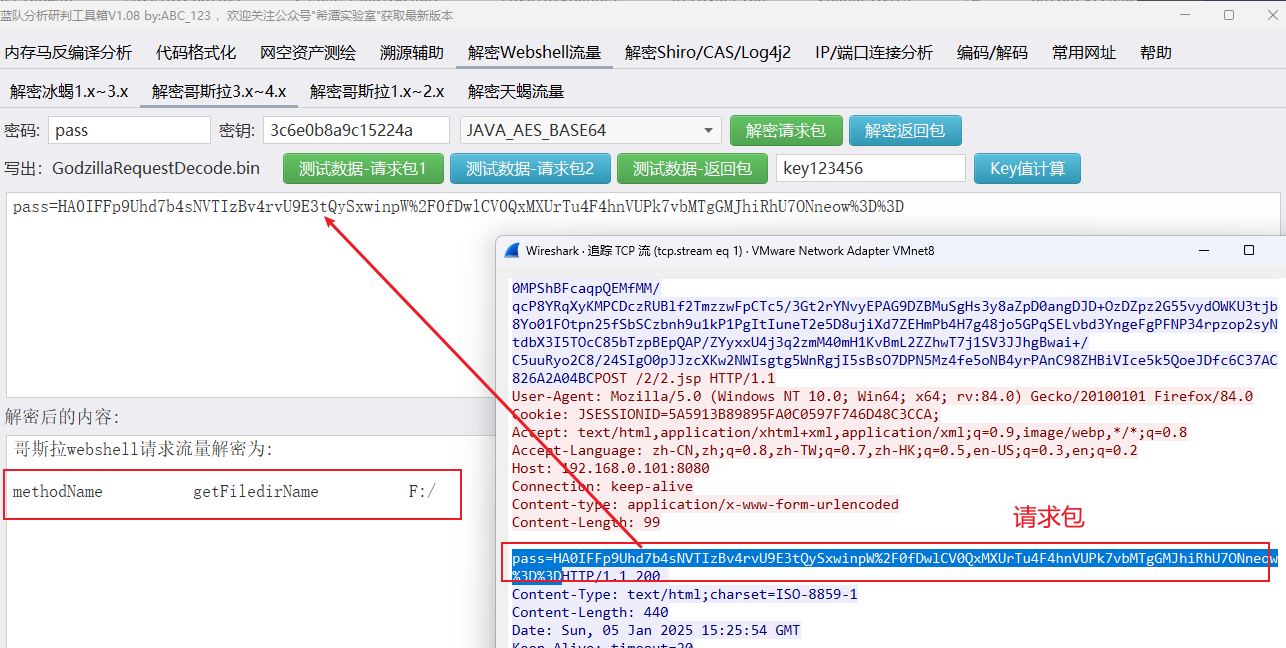 蓝队分析研判工具箱V1.08 by:ABC_123 ，欢迎关注公众号"希潭实验室"获取最新版本
内存马反编译分析 代码格式化 网空资产测绘 溯源辅助 解密Webshell流量 解密Shiro/CAS/Log4j2 IP/端口连接分析 编码/解码 常用网址 帮助
解密冰蝎1.x~3.x 解密哥斯拉3.x~4.x 解密哥斯拉1.x~2.x 解密天蝎流量
密码: pass 密钥: 3c6e0b8a9c15224a JAVA_AES_BASE64 解密请求包 解密返回包
写出: GodzillaRequestDecode.bin 测试数据-请求包1 测试数据-请求包2 测试数据-返回包 key123456 Key值计算
pass=HA0IFFp9Uhd7b4sNVTIzBv4rvU9E3tQySxwinpW%2F0fDwlCV0QxMXUrTu4F4hnVUPk7vbMTgGMJhiRhU7ONneow%3D%3D
解密后的内容:
哥斯拉webshell请求流量解密为:
methodName getFiledirName F:/
Wireshark · 追踪 TCP 流 (tcp.stream eq 1) · VMware Network Adapter VMnet8
0MPShBFcaqpQEMfMM/
qcP8YRqXyKMPCDczRUBlf2TmzzwFpCTc5/3Gt2rYNvyEPAG9DZBMuSgHs3y8aZpD0angDJD+OzDZpz2G55vydOWKU3tjb
8Yo01FOtpn25fSbSCzbnh9u1kP1PgItIuneT2e5D8ujiXd7ZEHmPb4H7g48jo5GPqSELvbd3YngeFgPFNP34rpzop2syN
tdbX3I5TOcC85bTzpBEpQAP/ZYyxxU4j3q2zmM40mH1KvBmL2ZZhwT7j1SV3JJhgBwai+/
C5uuRyo2C8/24SIgO0pJJzcXKw2NWIsgtg5WnRgjI5sBsO7DPN5Mz4fe5oNB4yrPAnC98ZHBiVIce5k5QoeJDfc6C37AC
826A2A04BCPOST /2/2.jsp HTTP/1.1
User-Agent: Mozilla/5.0 (Windows NT 10.0; Win64; x64; rv:84.0) Gecko/20100101 Firefox/84.0
Cookie: JSESSIONID=5A5913B89895FA0C0597F746D48C3CCA;
Accept: text/html,application/xhtml+xml,application/xml;q=0.9,image/webp,*/*;q=0.8
Accept-Language: zh-CN,zh;q=0.8,zh-TW;q=0.7,zh-HK;q=0.5,en-US;q=0.3,en;q=0.2
Host: 192.168.0.101:8080
Connection: keep-alive
Content-type: application/x-www-form-urlencoded
Content-Length: 99
请求包
pass=HA0IFFp9Uhd7b4sNVTIzBv4rvU9E3tQySxwinpW%2F0fDwlCV0QxMXUrTu4F4hnVUPk7vbMTgGMJhiRhU7ONneow
%3D%3DHTTP/1.1 200
Content-Type: text/html;charset=ISO-8859-1
Content-Length: 440
Date: Sun, 05 Jan 2025 15:25:54 GMT
Keep-Alive: timeout=20